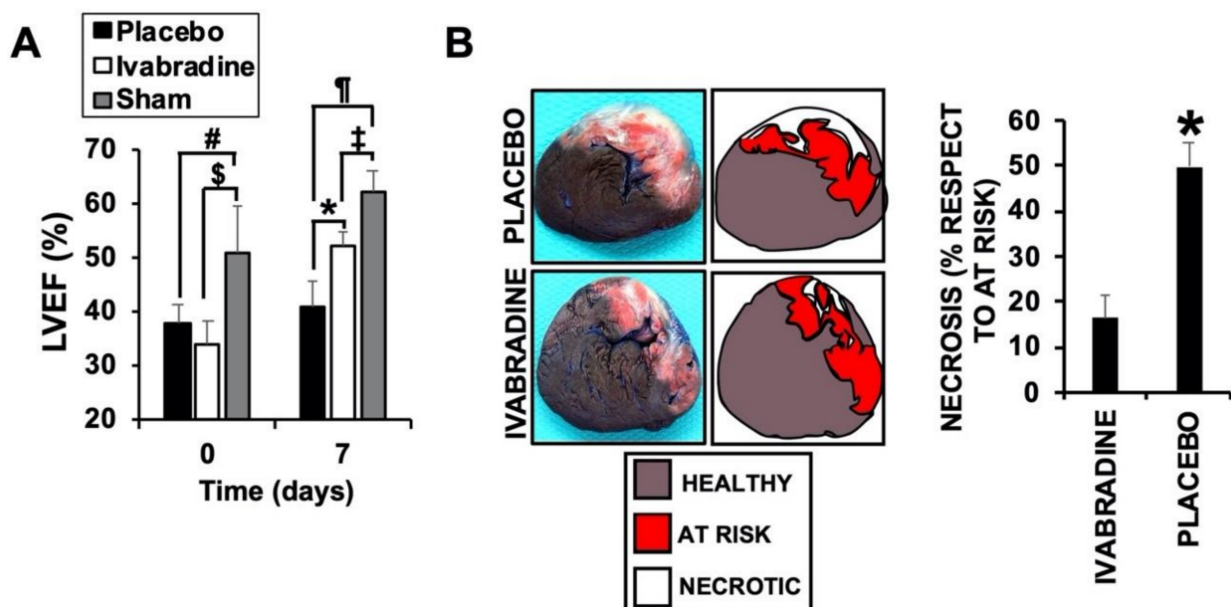 A
Placebo
Ivabradine
Sham
LVEF (%)
70
60
50
40
30
20
#
$
*
¶
‡
0
7
Time (days)
B
PLACEBO
IVABRADINE
HEALTHY
AT RISK
NECROTIC
NECROSIS (% RESPECT
TO AT RISK)
60
50
40
30
20
10
0
*
IVABRADINE
PLACEBO